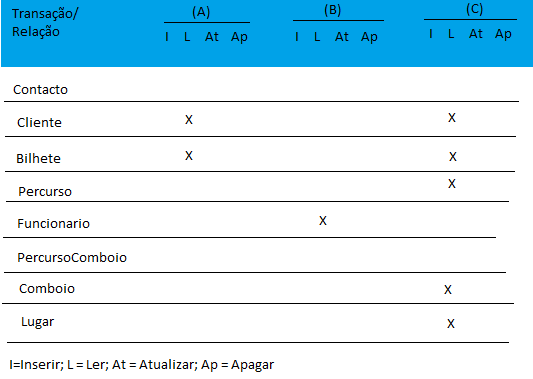 Transação/ (A) (B) (C)
Relação I L At Ap I L At Ap I L At Ap
Contacto
Cliente X X
Bilhete X X
Percurso X
Funcionario X
PercursoComboio
Comboio X
Lugar X
I=Inserir; L = Ler; At = Atualizar; Ap = Apagar